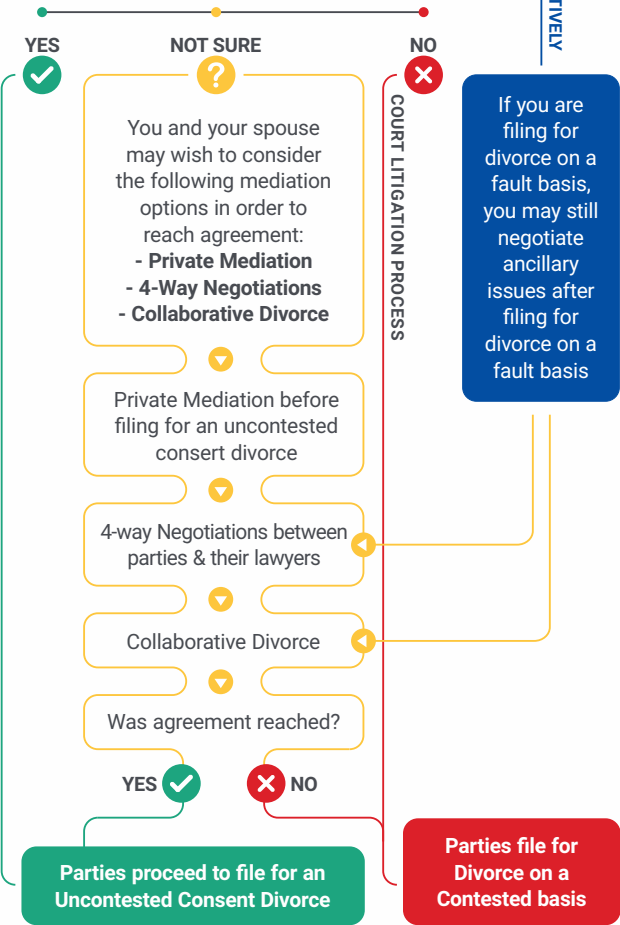 TIVELY
YES
NOT SURE
NO
?
You and your spouse
may wish to consider
the following mediation
options in order to
reach agreement:
- Private Mediation
- 4-Way Negotiations
- Collaborative Divorce
COURT LITIGATION PROCESS
If you are
filing for
divorce on a
fault basis,
you may still
negotiate
ancillary
issues after
filing for
divorce on a
fault basis
Private Mediation before
filing for an uncontested
consert divorce
4-way Negotiations between
parties & their lawyers
Collaborative Divorce
Was agreement reached?
YES
NO
Parties proceed to file for an
Uncontested Consent Divorce
Parties file for
Divorce on a
Contested basis